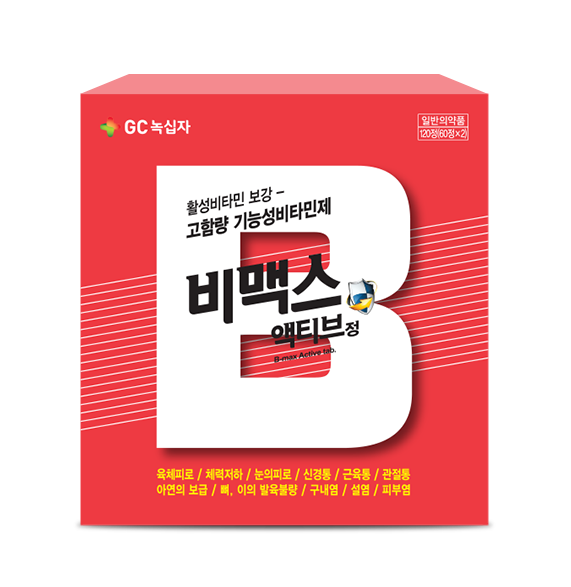 GC 녹십자
일반의약품
120정(60정×2)
활성비타민 보강 –
고함량 기능성비타민제
비맥스
액티브정
B-max Active tab.
육체피로 / 체력저하 / 눈의피로 / 신경통 / 근육통 / 관절통
아연의 보급 / 뼈, 이의 발육불량 / 구내염 / 설염 / 피부염